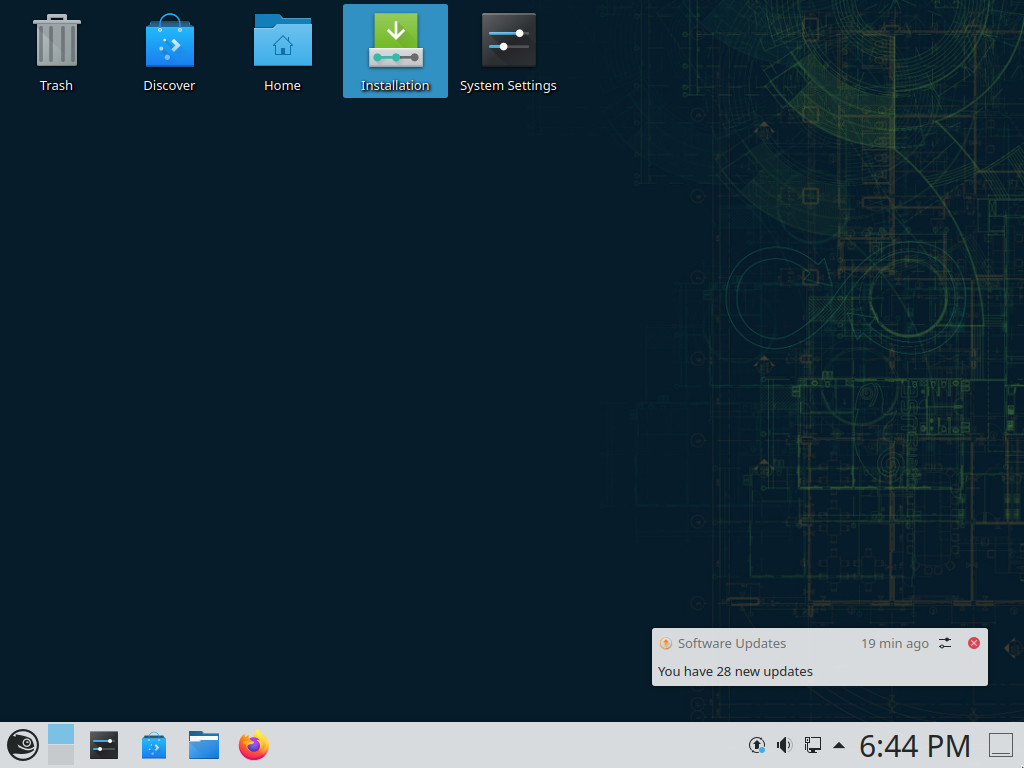 Trash
Discover
Home
Installation
System Settings
Software Updates
19 min ago
You have 28 new updates
6:44 PM